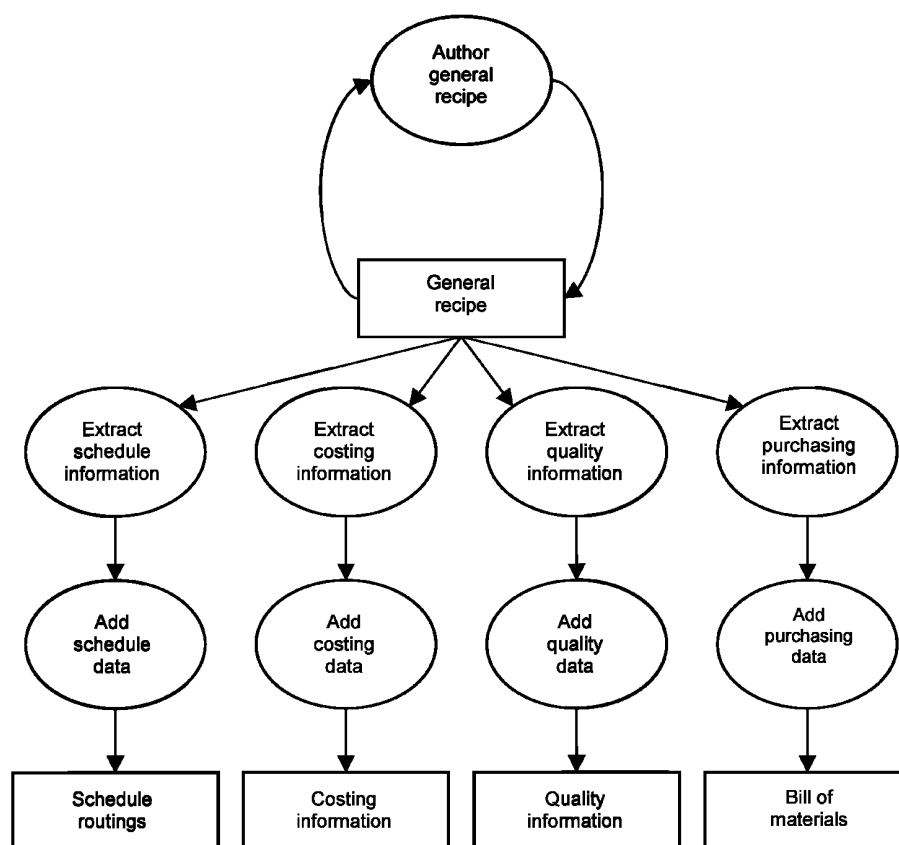 Author
general
recipe
General
recipe
Extract
schedule
information
Extract
costing
information
Extract
quality
information
Extract
purchasing
information
Add
schedule
data
Add
costing
data
Add
quality
data
Add
purchasing
data
Schedule
routings
Costing
information
Quality
information
Bill of
materials